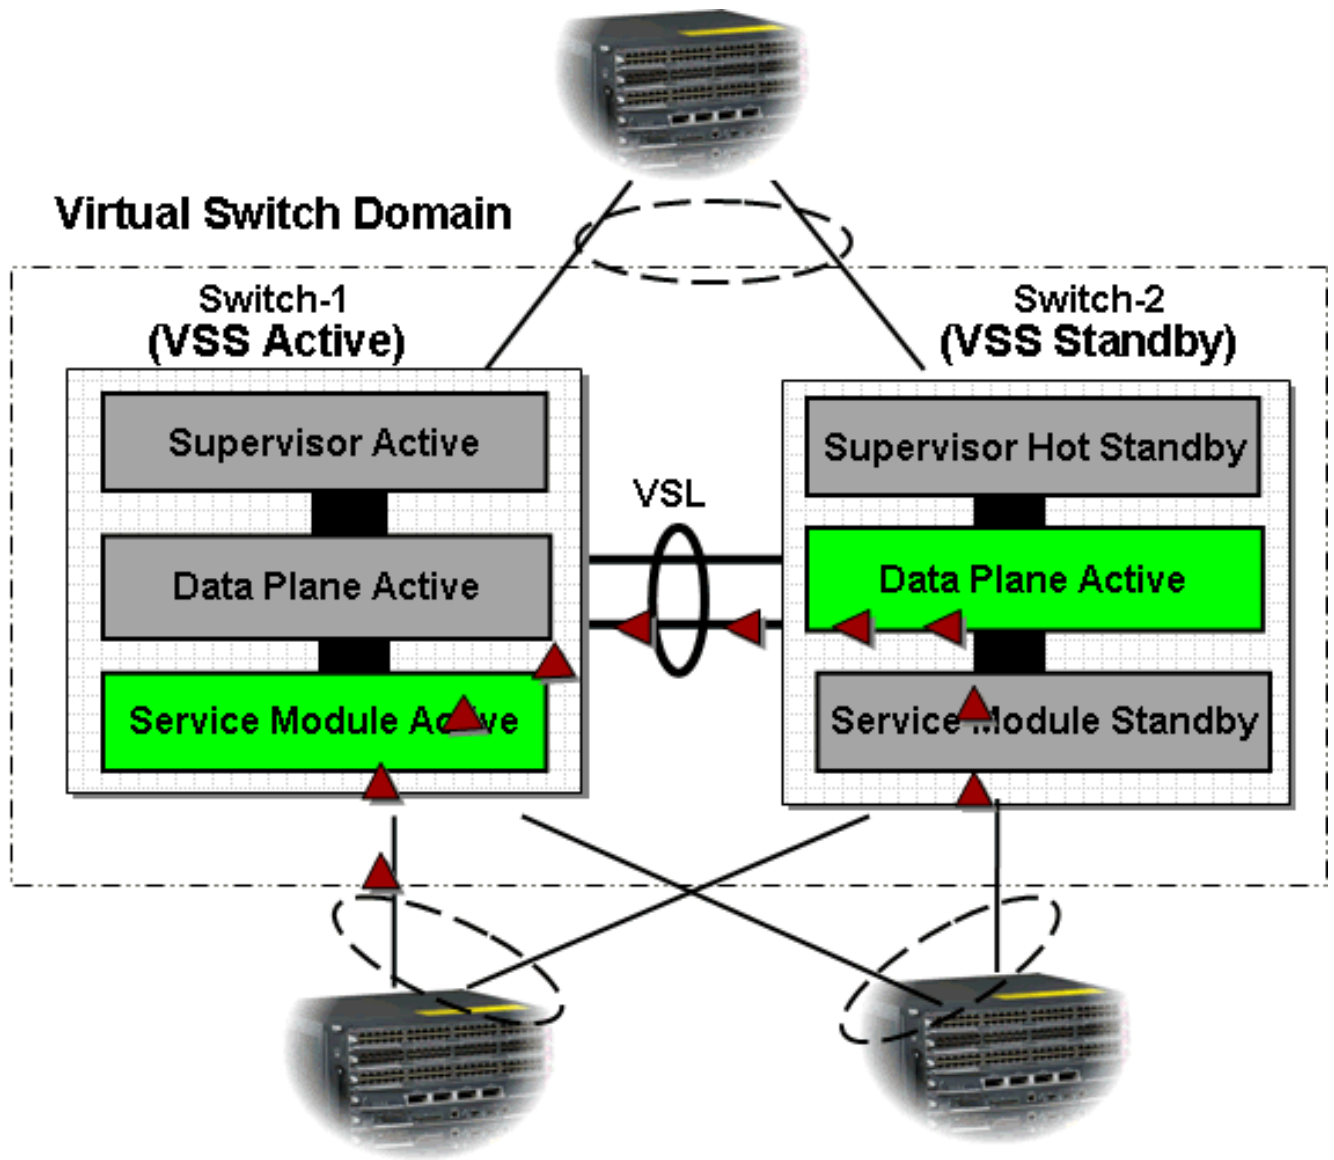 Virtual Switch Domain
Switch-1
(VSS Active)
Supervisor Active
Data Plane Active
Service Module Active
VSL
Switch-2
(VSS Standby)
Supervisor Hot Standby
Data Plane Active
Service Module Standby